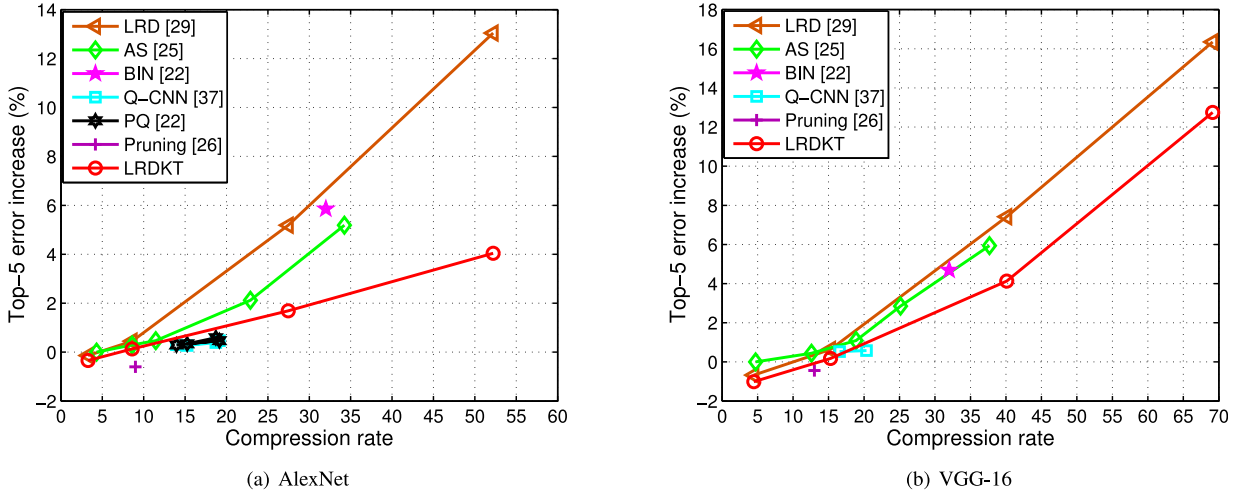 14
12
10
8
6
4
2
0
−2
Top−5 error increase (%)
LRD [29]
AS [25]
BIN [22]
Q−CNN [37]
PQ [22]
Pruning [26]
LRDKT
0 5 10 15 20 25 30 35 40 45 50 55 60
Compression rate
(a) AlexNet
18
16
14
12
10
8
6
4
2
0
−2
Top−5 error increase (%)
LRD [29]
AS [25]
BIN [22]
Q−CNN [37]
Pruning [26]
LRDKT
0 5 10 15 20 25 30 35 40 45 50 55 60 65 70
Compression rate
(b) VGG-16